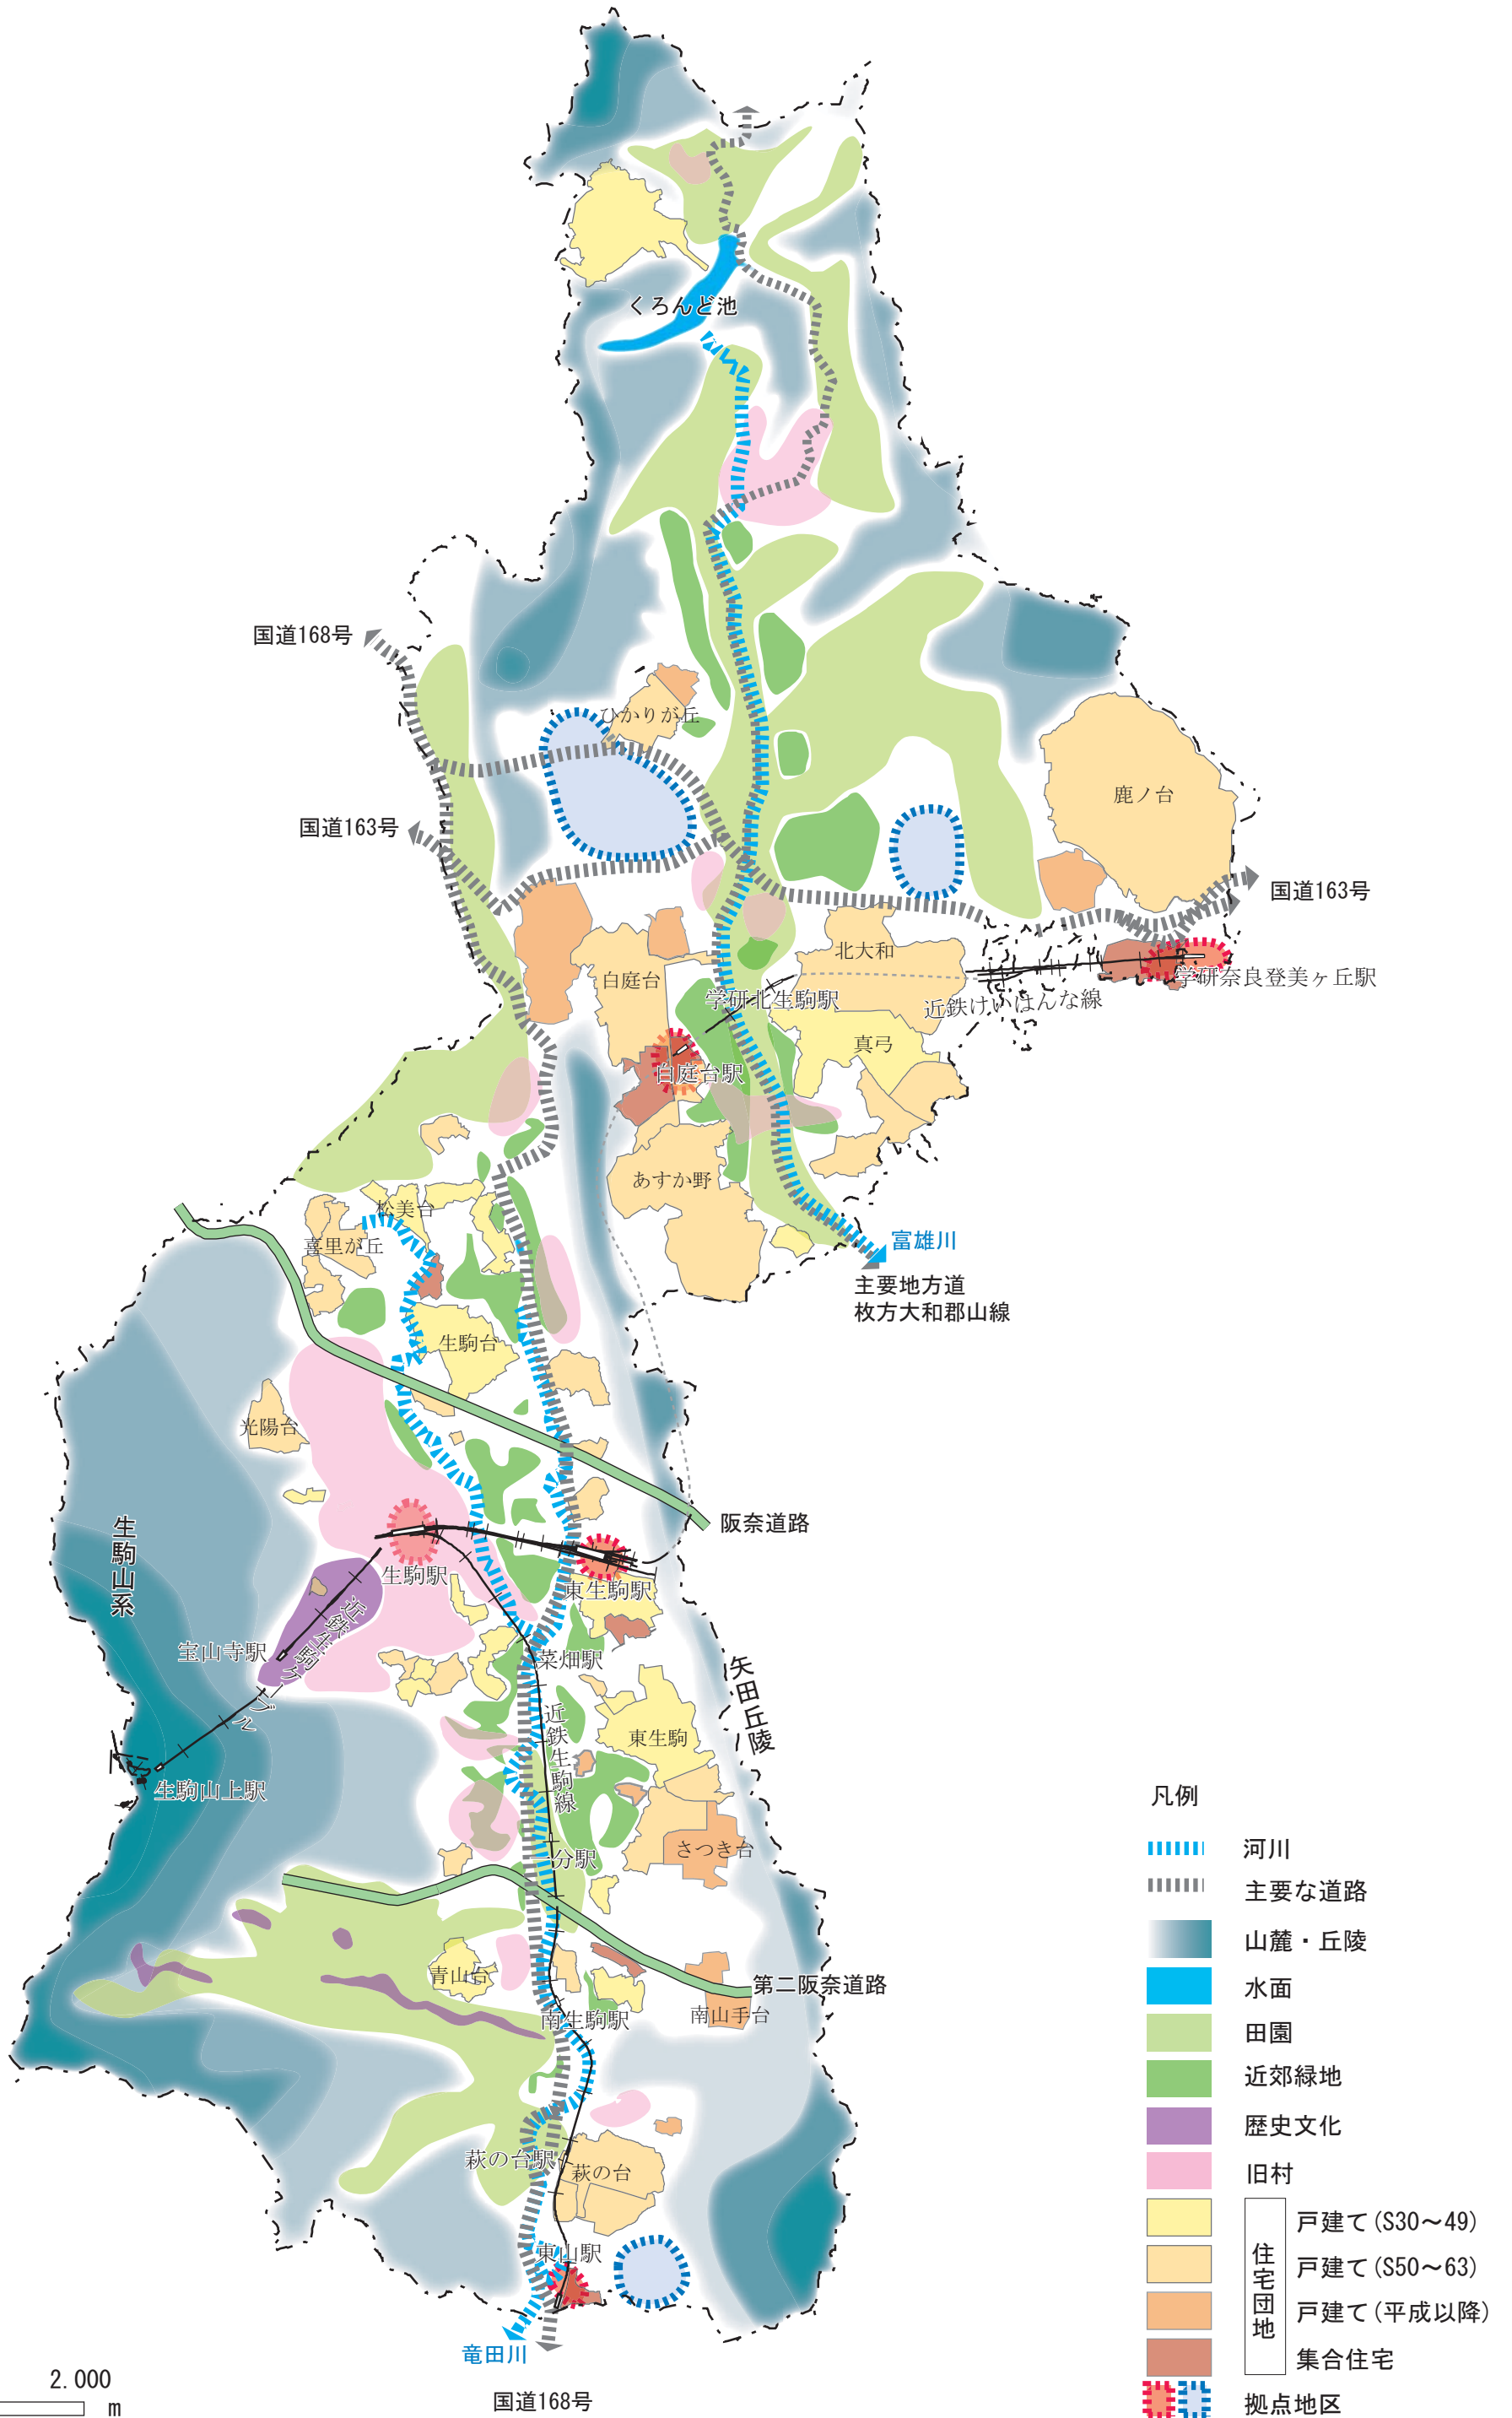 くろんど池
国道168号
ひかりが丘
鹿ノ台
国道163号
国道163号
北大和
白庭台
学研奈良登美ヶ丘駅
学研北生駒駅
近鉄けいはんな線
真弓
白庭台駅
あすか野
松美台
富雄川
喜里が丘
主要地方道
枚方大和郡山線
生駒台
光陽台
阪奈道路
生駒山系
生駒駅
東生駒駅
近鉄生駒ケーブル
宝山寺駅
菜畑駅
矢田丘陵
近鉄生駒線
東生駒
生駒山上駅
さつき台
分駅
青山台
第二阪奈道路
南生駒駅
南山手台
萩の台駅
萩の台
東山駅
竜田川
国道168号
2.000
m
凡例
河川
主要な道路
山麓・丘陵
水面
田園
近郊緑地
歴史文化
旧村
住宅団地
戸建て(S30～49)
戸建て(S50～63)
戸建て(平成以降)
集合住宅
拠点地区